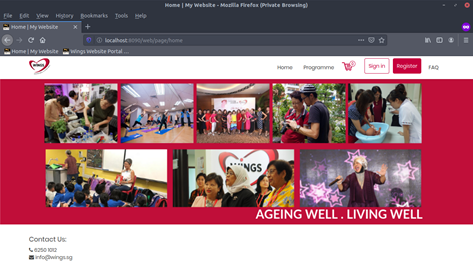 Home | My Website - Mozilla Firefox (Private Browsing)
File Edit View History Bookmarks Tools Help
Home | My Website
localhost:8090/web/page/home
Home | My Website Wings Website Portal ...
WINGS
Home Programme Sign in Register FAQ
WINGS
AGEING WELL . LIVING WELL
Contact Us:
6250 1012
info@wings.sg